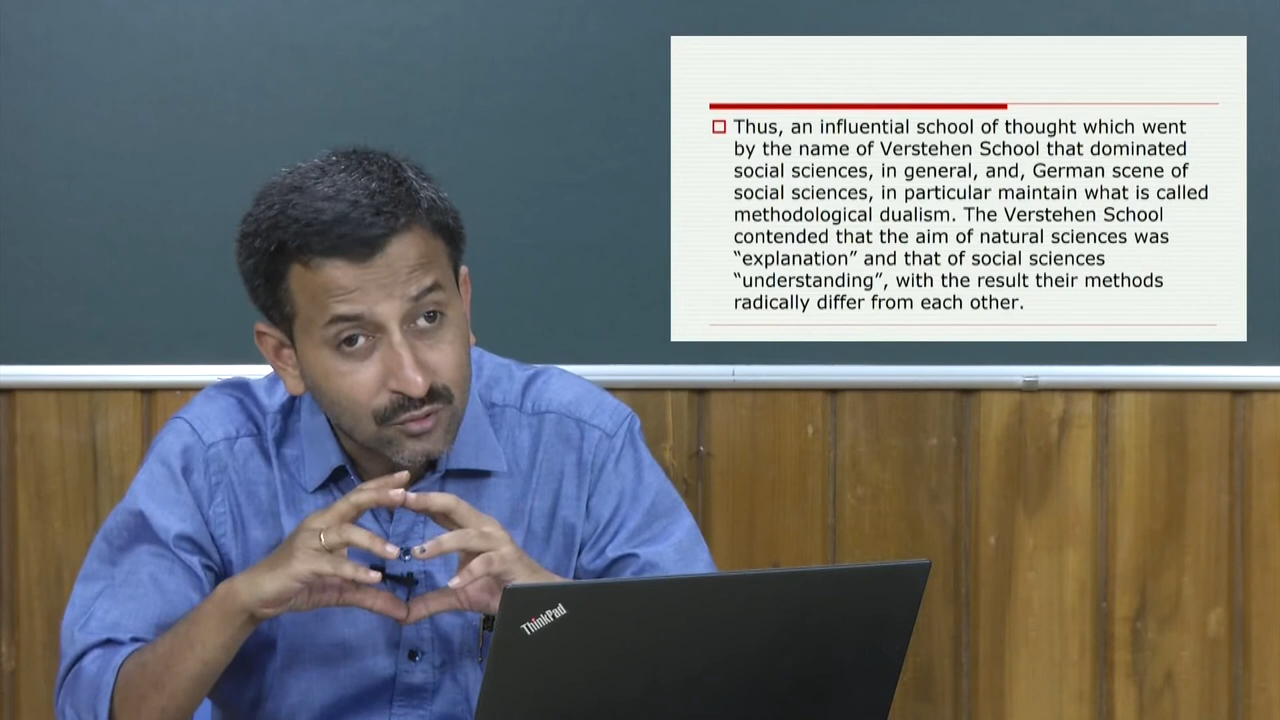 Thus, an influential school of thought which went
by the name of Verstehen School that dominated
social sciences, in general, and, German scene of
social sciences, in particular maintain what is called
methodological dualism. The Verstehen School
contended that the aim of natural sciences was
“explanation” and that of social sciences
“understanding”, with the result their methods
radically differ from each other.
ThinkPad